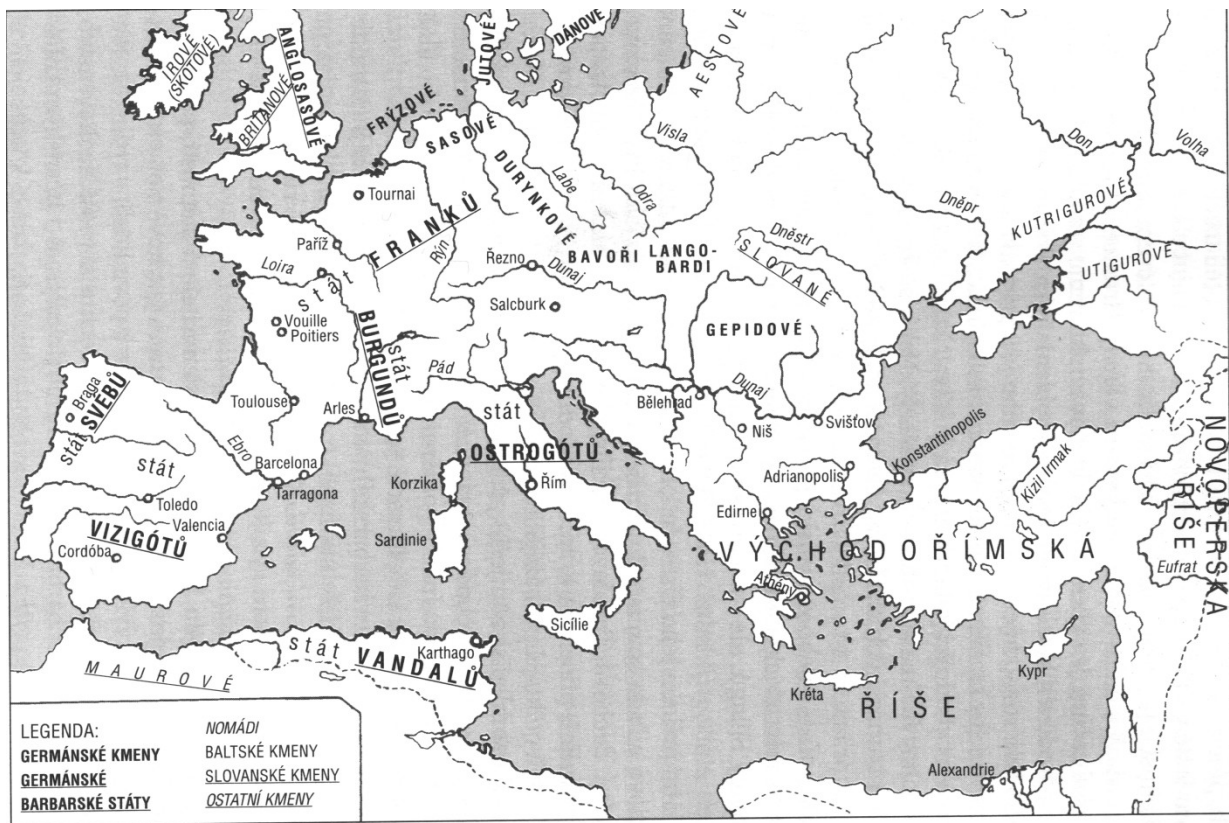 IROVÉ
(SKOTOVÉ)
BRITANOVÉ
ANGLOSASOVÉ
JUTOVÉ
DÁNOVÉ
AESTOVÉ
FRÝZOVÉ
SASOVÉ
DURYNKOVÉ
Labe
Odra
Visla
Don
Volha
Dněpr
KUTRIGUROVÉ
UTIGUROVÉ
Tournai
Paříž
FRANKŮ
Rýn
Loira
stát
Řezno
Dunaj
BAVOŘI
LANGO-
BARDI
Dněstr
SLOVANÉ
Salcburk
Vouille
Poitiers
BURGUNDŮ
stát
GEPIDOVÉ
Pád
Dunaj
Braga
stát SVÉBŮ
Toulouse
Arles
stát
Bělehrad
Niš
Svišťov
Ebro
Barcelona
Tarragona
OSTROGÓTŮ
Korzika
Řím
Adrianopolis
Konstantinopolis
Kizil Irmak
stát
Toledo
Valencia
VIZIGÓTŮ
Cordóba
Sardinie
Edirne
VÝCHODOŘÍMSKÁ
Athény
NOVOPERSKÁ
ŘÍŠE
Eufrat
Sicílie
Karthago
stát VANDALŮ
MAUROVÉ
Kréta
Kypr
ŘÍŠE
Alexandrie
LEGENDA:
GERMÁNSKÉ KMENY
GERMÁNSKÉ
BARBARSKÉ STÁTY
NOMÁDI
BALTSKÉ KMENY
SLOVANSKÉ KMENY
OSTATNÍ KMENY